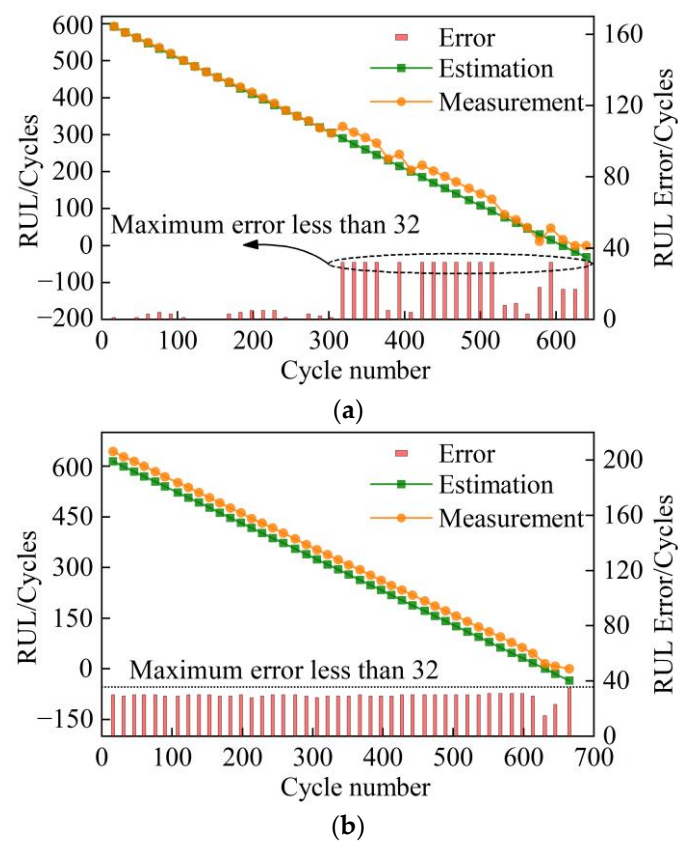 Error
Estimation
Measurement
Maximum error less than 32
600
500
400
300
200
100
0
−100
−200
RUL/Cycles
160
120
80
40
0
RUL Error/Cycles
0 100 200 300 400 500 600
Cycle number
(a)
Error
Estimation
Measurement
Maximum error less than 32
600
450
300
150
0
−150
RUL/Cycles
200
160
120
80
40
0
RUL Error/Cycles
0 100 200 300 400 500 600 700
Cycle number
(b)